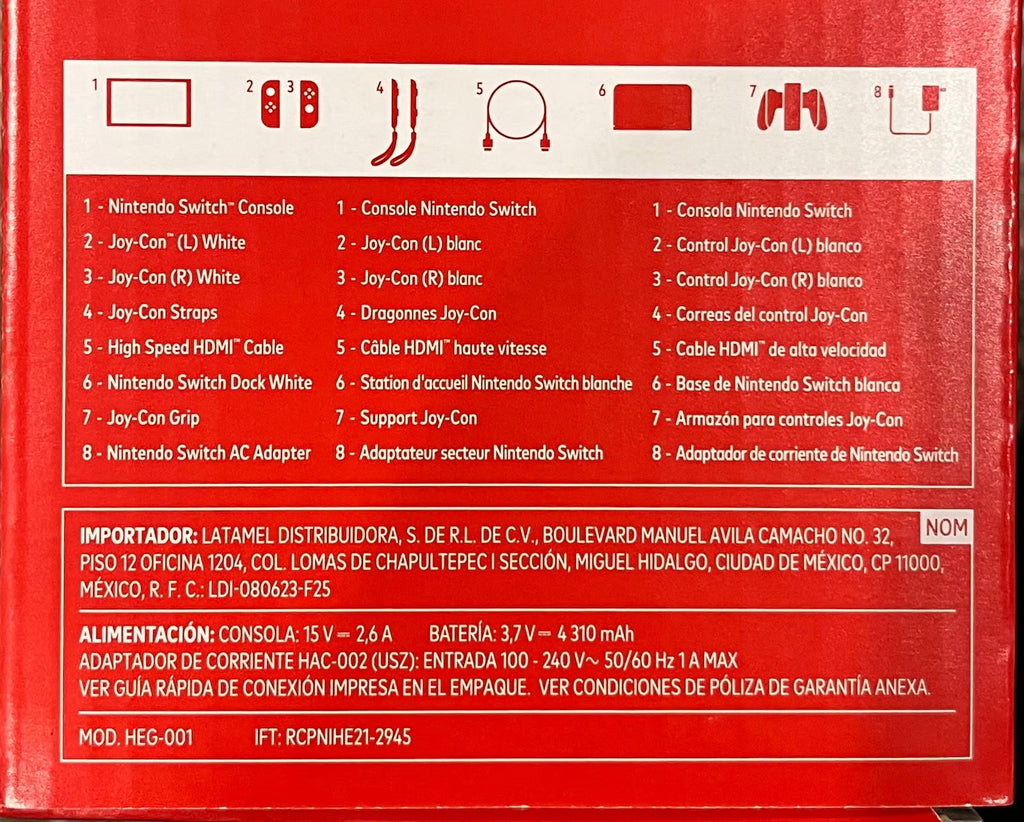 1 2 3 4 5 6 7 8
1 - Nintendo Switch™ Console
2 - Joy-Con™ (L) White
3 - Joy-Con (R) White
4 - Joy-Con Straps
5 - High Speed HDMI™ Cable
6 - Nintendo Switch Dock White
7 - Joy-Con Grip
8 - Nintendo Switch AC Adapter
1 - Console Nintendo Switch
2 - Joy-Con (L) blanc
3 - Joy-Con (R) blanc
4 - Dragonnes Joy-Con
5 - Câble HDMI™ haute vitesse
6 - Station d'accueil Nintendo Switch blanche
7 - Support Joy-Con
8 - Adaptateur secteur Nintendo Switch
1 - Consola Nintendo Switch
2 - Control Joy-Con (L) blanco
3 - Control Joy-Con (R) blanco
4 - Correas del control Joy-Con
5 - Cable HDMI™ de alta velocidad
6 - Base de Nintendo Switch blanca
7 - Armazón para controles Joy-Con
8 - Adaptador de corriente de Nintendo Switch
NOM
IMPORTADOR: LATAMEL DISTRIBUIDORA, S. DE R.L. DE C.V., BOULEVARD MANUEL AVILA CAMACHO NO. 32,
PISO 12 OFICINA 1204, COL. LOMAS DE CHAPULTEPEC I SECCIÓN, MIGUEL HIDALGO, CIUDAD DE MÉXICO, CP 11000,
MÉXICO, R. F. C.: LDI-080623-F25
ALIMENTACIÓN: CONSOLA: 15 V⎓ 2,6 A BATERÍA: 3,7 V⎓ 4 310 mAh
ADAPTADOR DE CORRIENTE HAC-002 (USZ): ENTRADA 100 - 240 V~ 50/60 Hz 1 A MAX
VER GUÍA RÁPIDA DE CONEXIÓN IMPRESA EN EL EMPAQUE. VER CONDICIONES DE PÓLIZA DE GARANTÍA ANEXA.
MOD. HEG-001 IFT: RCPNIHE21-2945